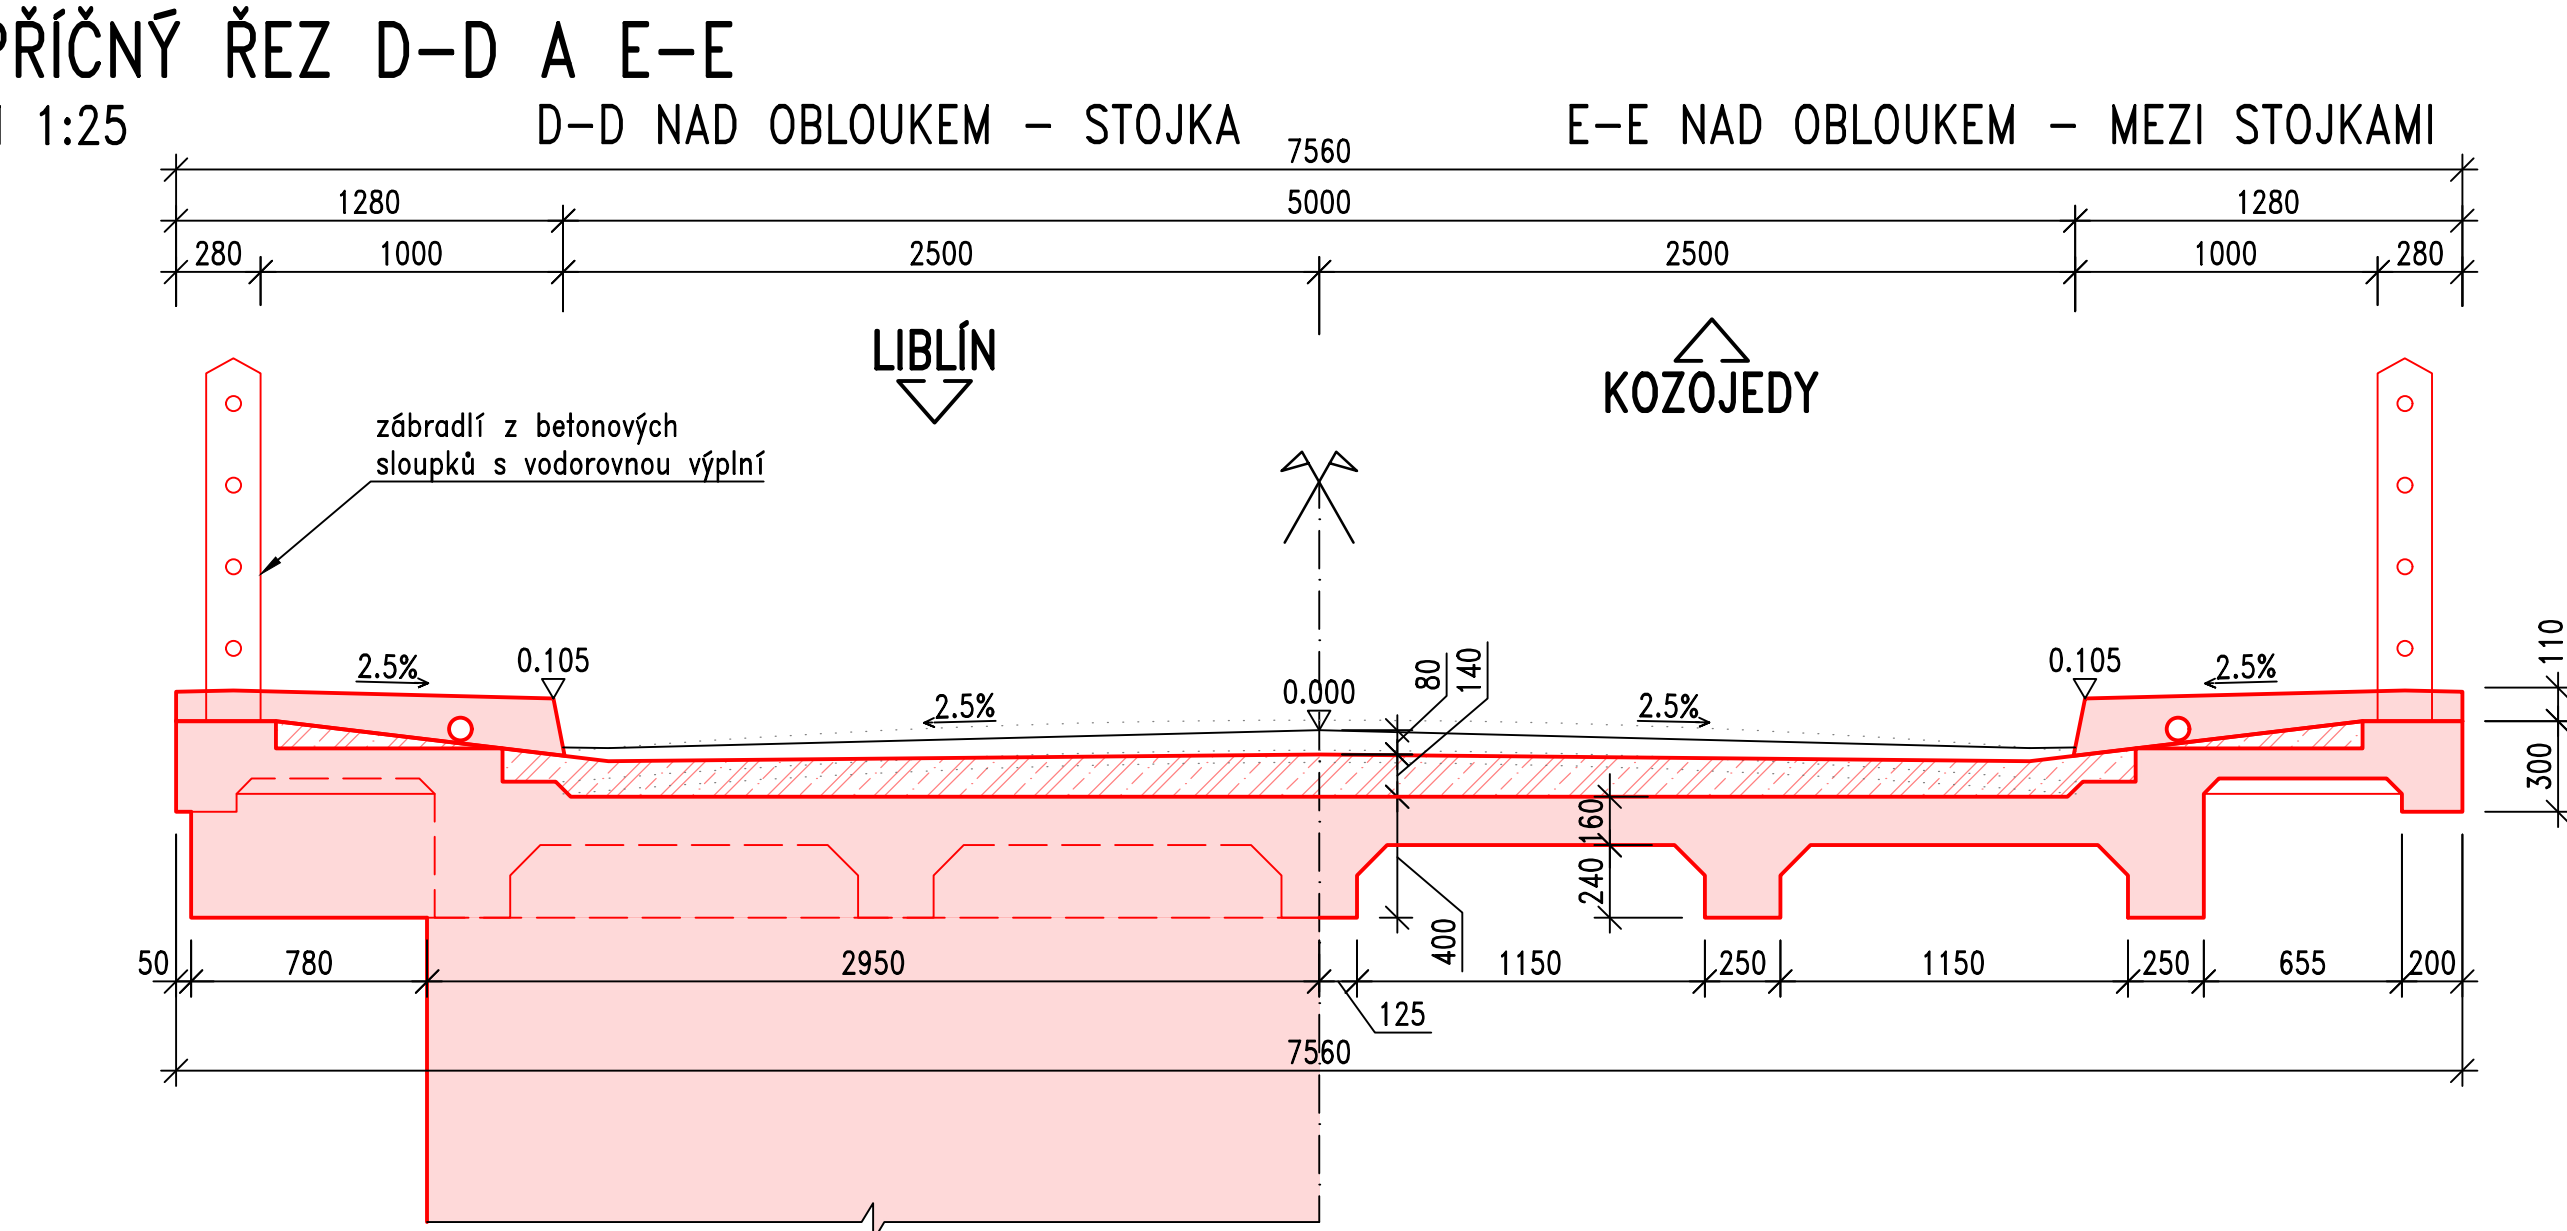 PŘÍČNÝ ŘEZ D-D A E-E
1:25
D-D NAD OBLOUKEM - STOJKA
E-E NAD OBLOUKEM - MEZI STOJKAMI
7560
1280 5000 1280
280 1000 2500 2500 1000 280
LIBLÍN
KOZOJEDY
zábradlí z betonových
sloupků s vodorovnou výplní
2.5% 0.105 2.5% 0.000 80 140 2.5% 0.105 2.5% 110
300
160
240
400
50 780 2950 1150 250 1150 250 655 200
125
7560